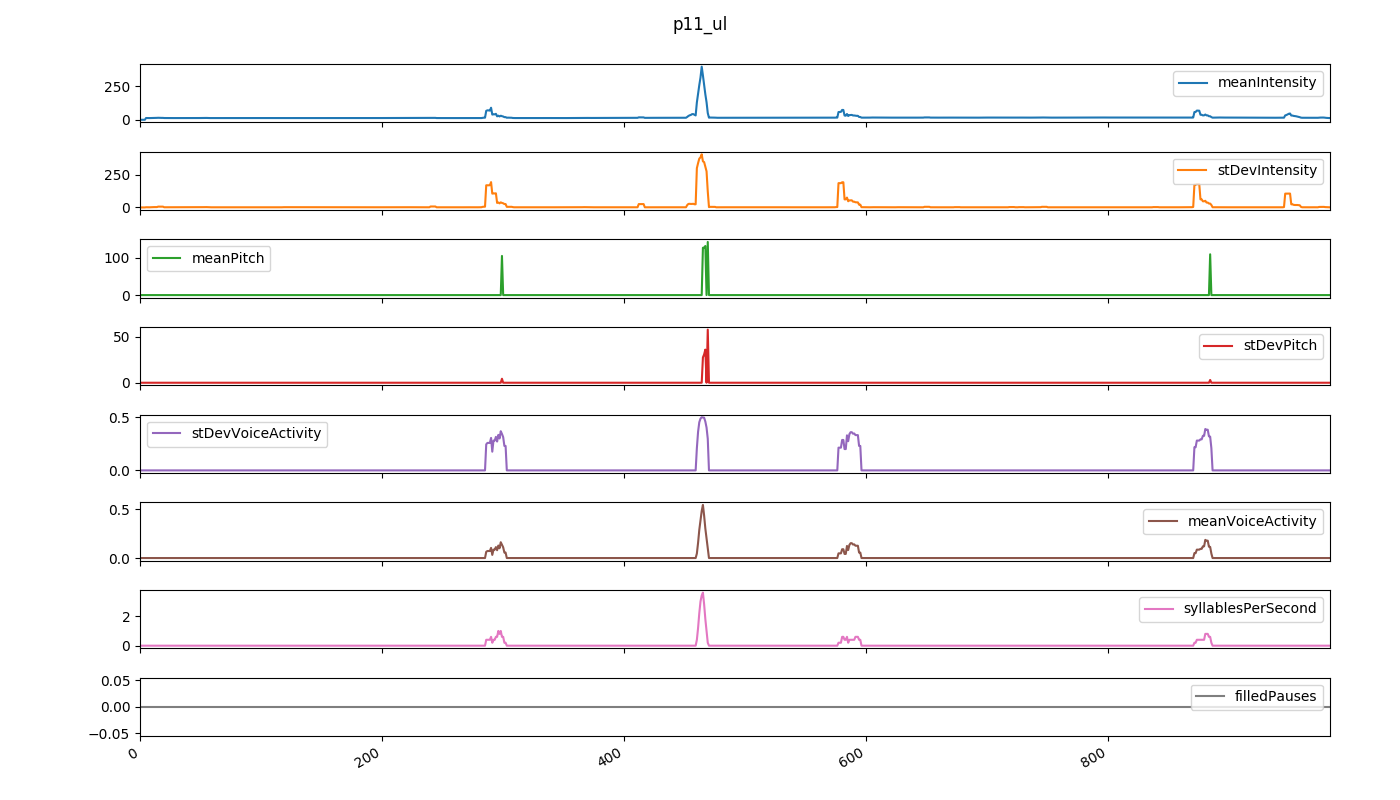 p11_ul
250
0
meanIntensity
250
0
stDevIntensity
100
0
meanPitch
50
0
stDevPitch
0.5
0.0
stDevVoiceActivity
0.5
0.0
meanVoiceActivity
2
0
syllablesPerSecond
0.05
0.00
−0.05
filledPauses
0 200 400 600 800